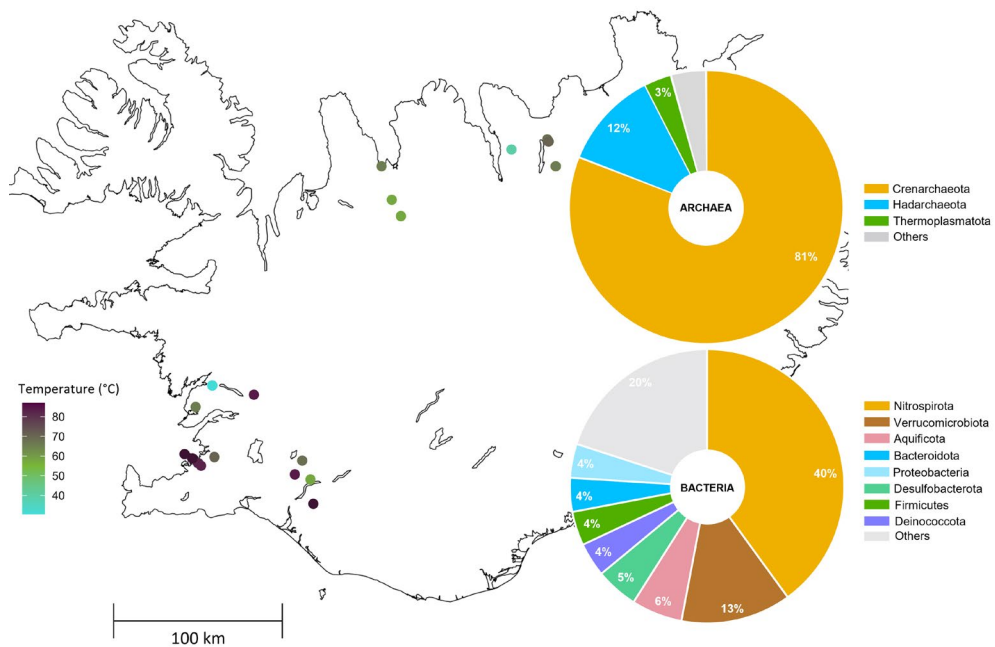 3%
12%
ARCHAEA
81%
Crenarchaeota
Hadarchaeota
Thermoplasmatota
Others
Temperature (°C)
80
70
60
50
40
20%
4%
4%
4%
4%
5%
6%
13%
40%
BACTERIA
Nitrospirota
Verrucomicrobiota
Aquificota
Bacteroidota
Proteobacteria
Desulfobacterota
Firmicutes
Deinococcota
Others
100 km